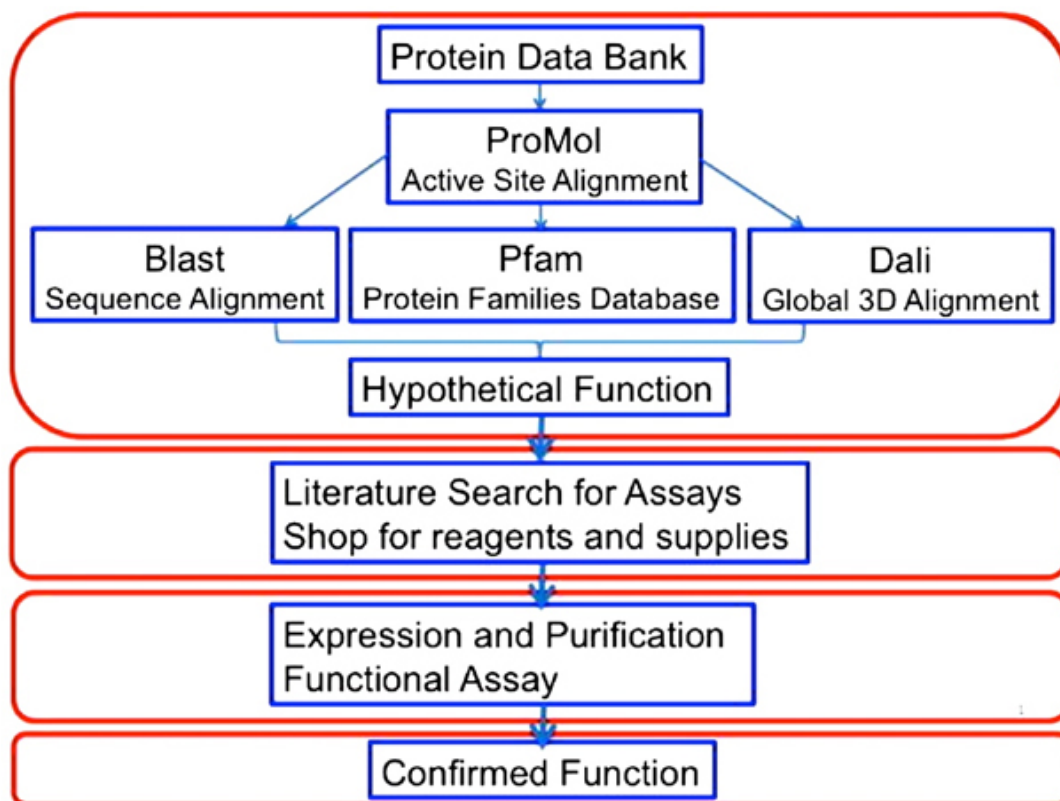 Protein Data Bank
ProMol
Active Site Alignment
Blast
Sequence Alignment
Pfam
Protein Families Database
Dali
Global 3D Alignment
Hypothetical Function
Literature Search for Assays
Shop for reagents and supplies
Expression and Purification
Functional Assay
Confirmed Function